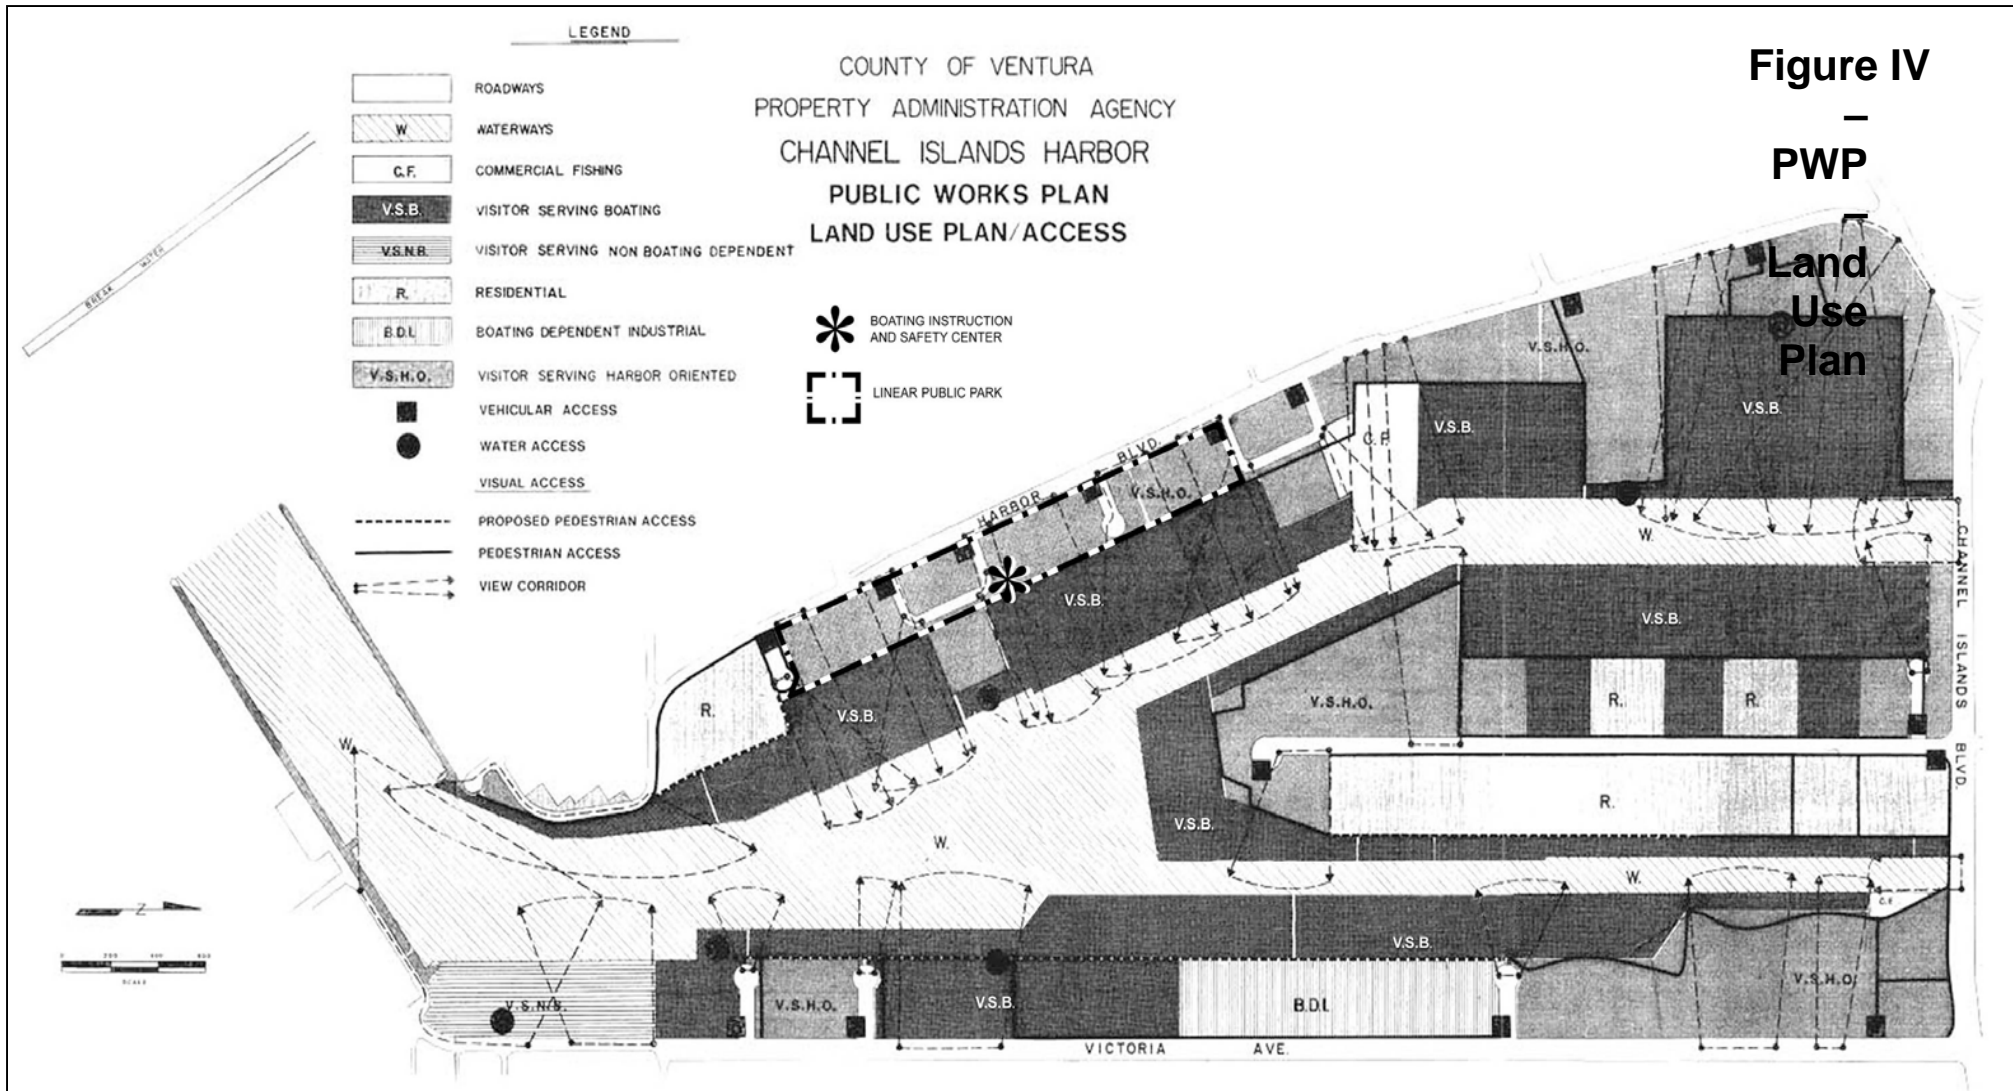 LEGEND
ROADWAYS
W WATERWAYS
C.F. COMMERCIAL FISHING
V.S.B. VISITOR SERVING BOATING
V.S.N.B. VISITOR SERVING NON BOATING DEPENDENT
R. RESIDENTIAL
B.D.I. BOATING DEPENDENT INDUSTRIAL
V.S.H.O. VISITOR SERVING HARBOR ORIENTED
VEHICULAR ACCESS
WATER ACCESS
VISUAL ACCESS
PROPOSED PEDESTRIAN ACCESS
PEDESTRIAN ACCESS
VIEW CORRIDOR
COUNTY OF VENTURA
PROPERTY ADMINISTRATION AGENCY
CHANNEL ISLANDS HARBOR
PUBLIC WORKS PLAN
LAND USE PLAN/ACCESS
BOATING INSTRUCTION
AND SAFETY CENTER
LINEAR PUBLIC PARK
Figure IV
–
PWP
–
Land
Use
Plan
BREAK WATER
HARBOR BLVD.
V.S.H.O.
V.S.B.
V.S.B.
C.F.
V.S.H.O.
W.
V.S.B.
V.S.B.
R.
R.
V.S.H.O.
R.
V.S.B.
W.
R.
V.S.B.
W.
V.S.B.
W.
C.F.
V.S.B.
V.S.N.B.
V.S.H.O.
V.S.B.
B.D.I.
V.S.H.O.
CHANNEL ISLANDS BLVD.
VICTORIA AVE.
Z
SCALE